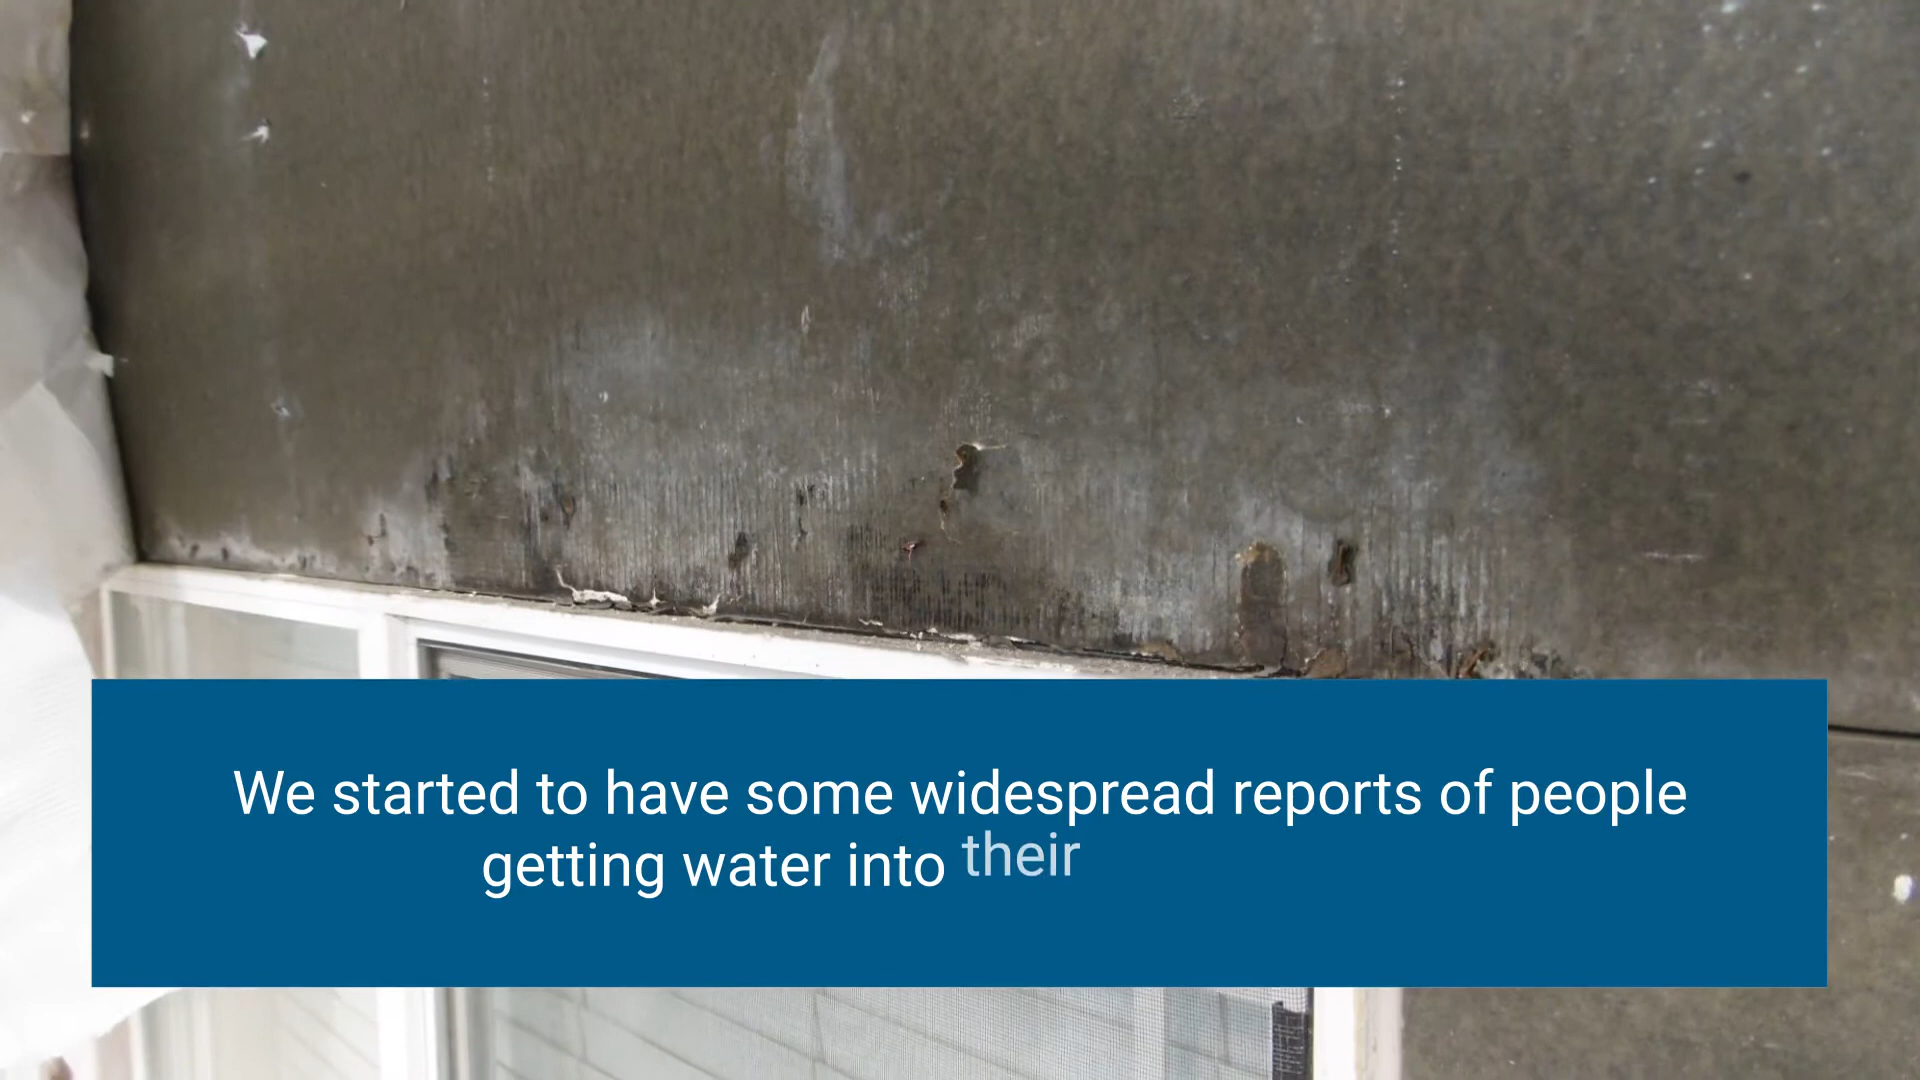 We started to have some widespread reports of people
getting water into their